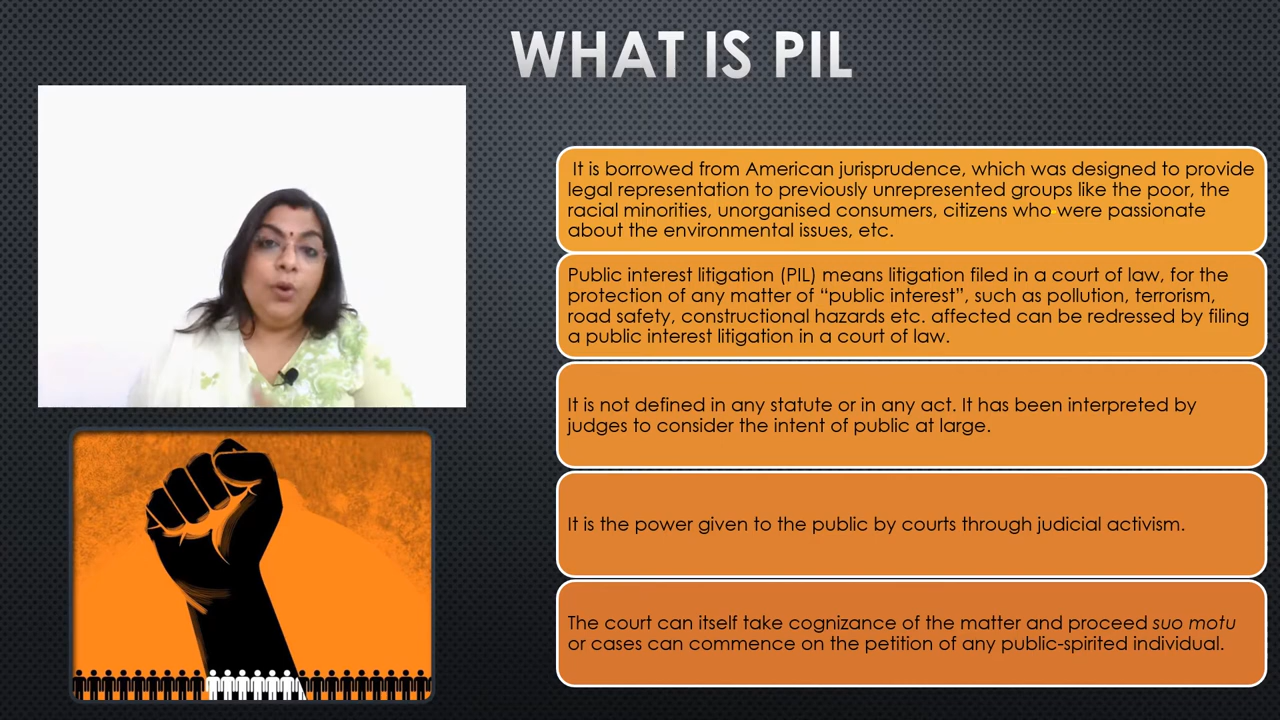 WHAT IS PIL
It is borrowed from American jurisprudence, which was designed to provide
legal representation to previously unrepresented groups like the poor, the
racial minorities, unorganised consumers, citizens who were passionate
about the environmental issues, etc.
Public interest litigation (PIL) means litigation filed in a court of law, for the
protection of any matter of “public interest”, such as pollution, terrorism,
road safety, constructional hazards etc. affected can be redressed by filing
a public interest litigation in a court of law.
It is not defined in any statute or in any act. It has been interpreted by
judges to consider the intent of public at large.
It is the power given to the public by courts through judicial activism.
The court can itself take cognizance of the matter and proceed suo motu
or cases can commence on the petition of any public-spirited individual.